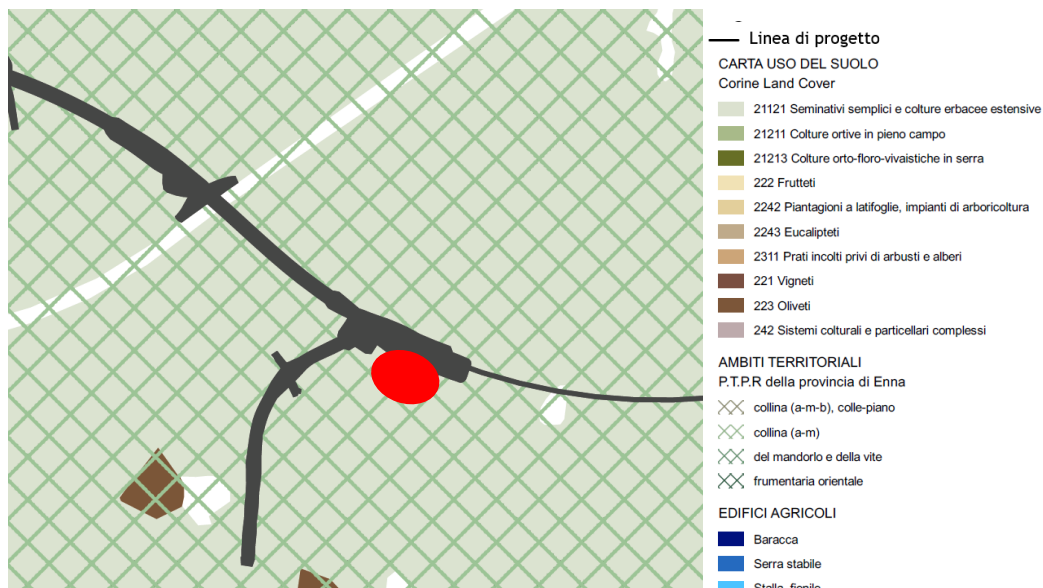 Linea di progetto
CARTA USO DEL SUOLO
Corine Land Cover
21121 Seminativi semplici e colture erbacee estensive
21211 Colture ortive in pieno campo
21213 Colture orto-floro-vivaistiche in serra
222 Frutteti
2242 Piantagioni a latifoglie, impianti di arboricoltura
2243 Eucalipteti
2311 Prati incolti privi di arbusti e alberi
221 Vigneti
223 Oliveti
242 Sistemi colturali e particellari complessi
AMBITI TERRITORIALI
P.T.P.R della provincia di Enna
collina (a-m-b), colle-piano
collina (a-m)
del mandorlo e della vite
frumentaria orientale
EDIFICI AGRICOLI
Baracca
Serra stabile
Stalla, fienile